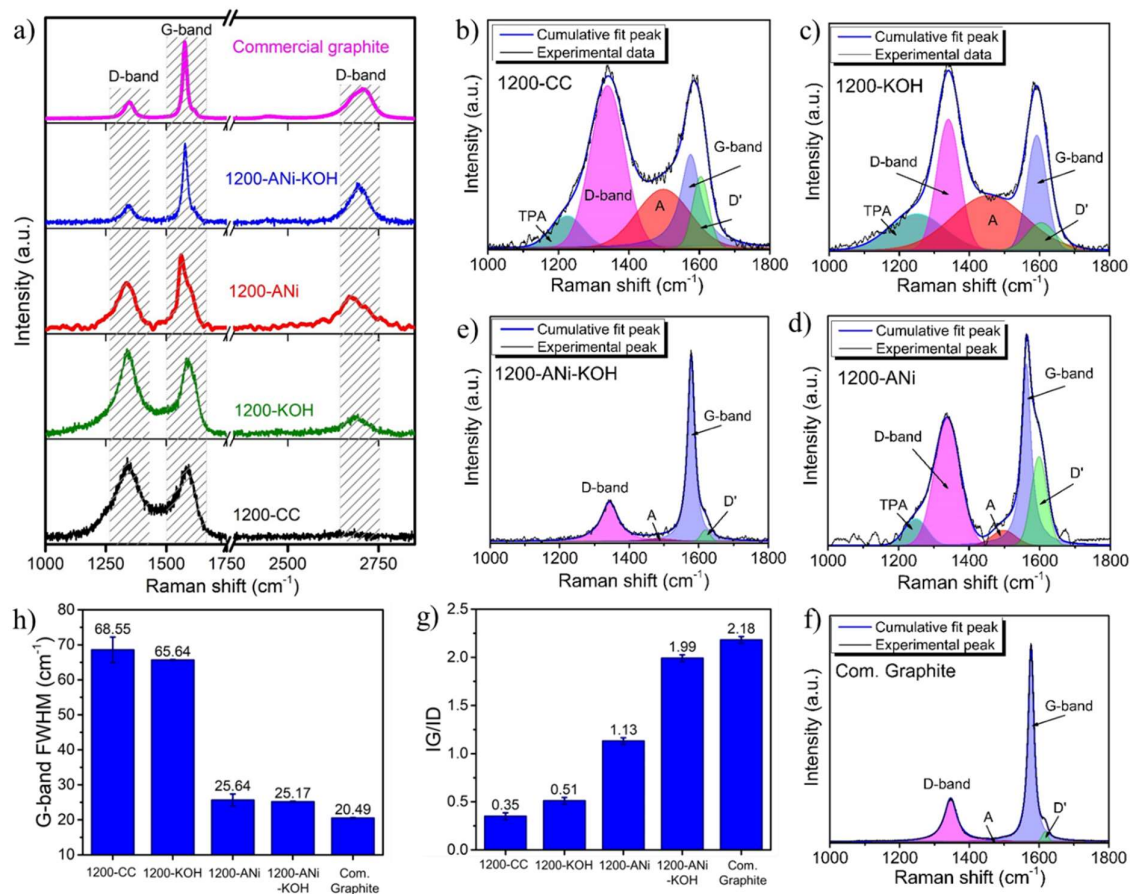 a)
G-band
Commercial graphite
D-band
D-band
1200-ANi-KOH
1200-ANi
1200-KOH
1200-CC
Intensity (a.u.)
1000 1250 1500 1750 2500 2750
Raman shift (cm⁻¹)
b)
Cumulative fit peak
Experimental data
1200-CC
G-band
D-band
A
TPA
D'
Intensity (a.u.)
1000 1200 1400 1600 1800
Raman shift (cm⁻¹)
c)
Cumulative fit peak
Experimental data
1200-KOH
D-band
G-band
TPA
A
D'
Intensity (a.u.)
1000 1200 1400 1600 1800
Raman shift (cm⁻¹)
e)
Cumulative fit peak
Experimental peak
1200-ANi-KOH
G-band
D-band
A
D'
Intensity (a.u.)
1000 1200 1400 1600 1800
Raman shift (cm⁻¹)
d)
Cumulative fit peak
Experimental peak
1200-ANi
G-band
D-band
TPA
A
D'
Intensity (a.u.)
1000 1200 1400 1600 1800
Raman shift (cm⁻¹)
h)
G-band FWHM (cm⁻¹)
80
70
60
50
40
30
20
10
68.55
65.64
25.64
25.17
20.49
1200-CC 1200-KOH 1200-ANi 1200-ANi Com.
-KOH Graphite
g)
IG/ID
2.5
2.0
1.5
1.0
0.5
0.0
0.35
0.51
1.13
1.99
2.18
1200-CC 1200-KOH 1200-ANi 1200-ANi Com.
-KOH Graphite
f)
Cumulative fit peak
Experimental peak
Com. Graphite
G-band
D-band
A
D'
Intensity (a.u.)
1000 1200 1400 1600 1800
Raman shift (cm⁻¹)